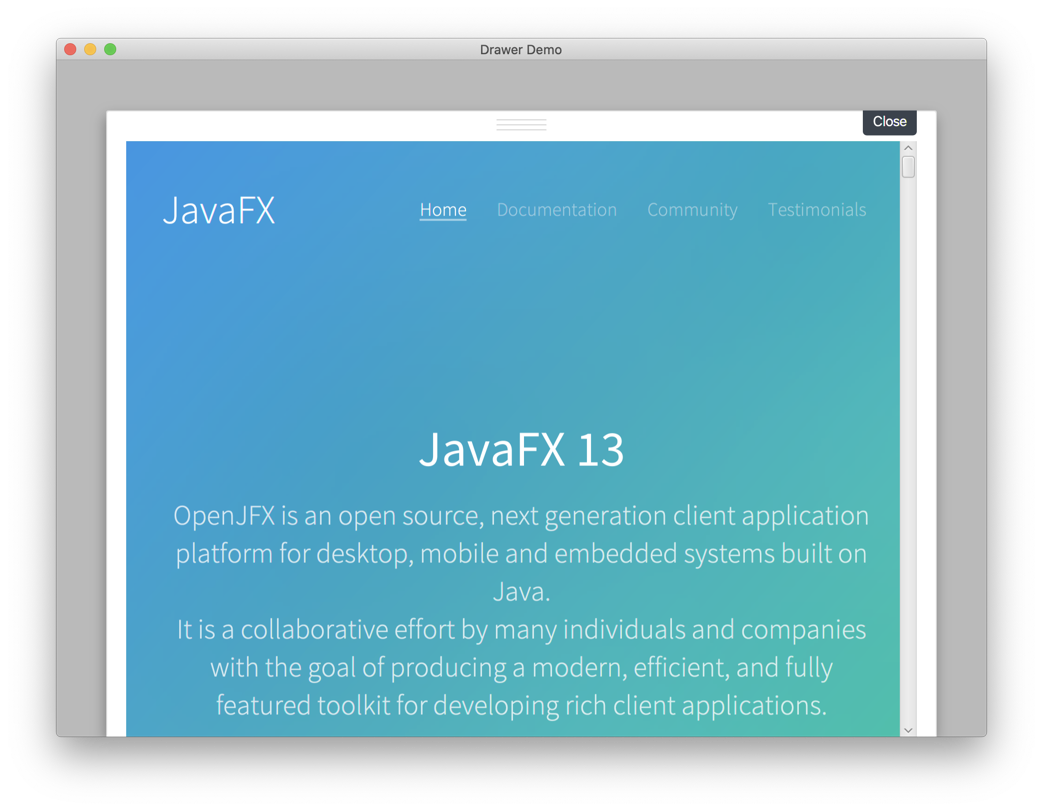 Drawer Demo
Close
JavaFX
Home Documentation Community Testimonials
JavaFX 13
OpenJFX is an open source, next generation client application
platform for desktop, mobile and embedded systems built on
Java.
It is a collaborative effort by many individuals and companies
with the goal of producing a modern, efficient, and fully
featured toolkit for developing rich client applications.